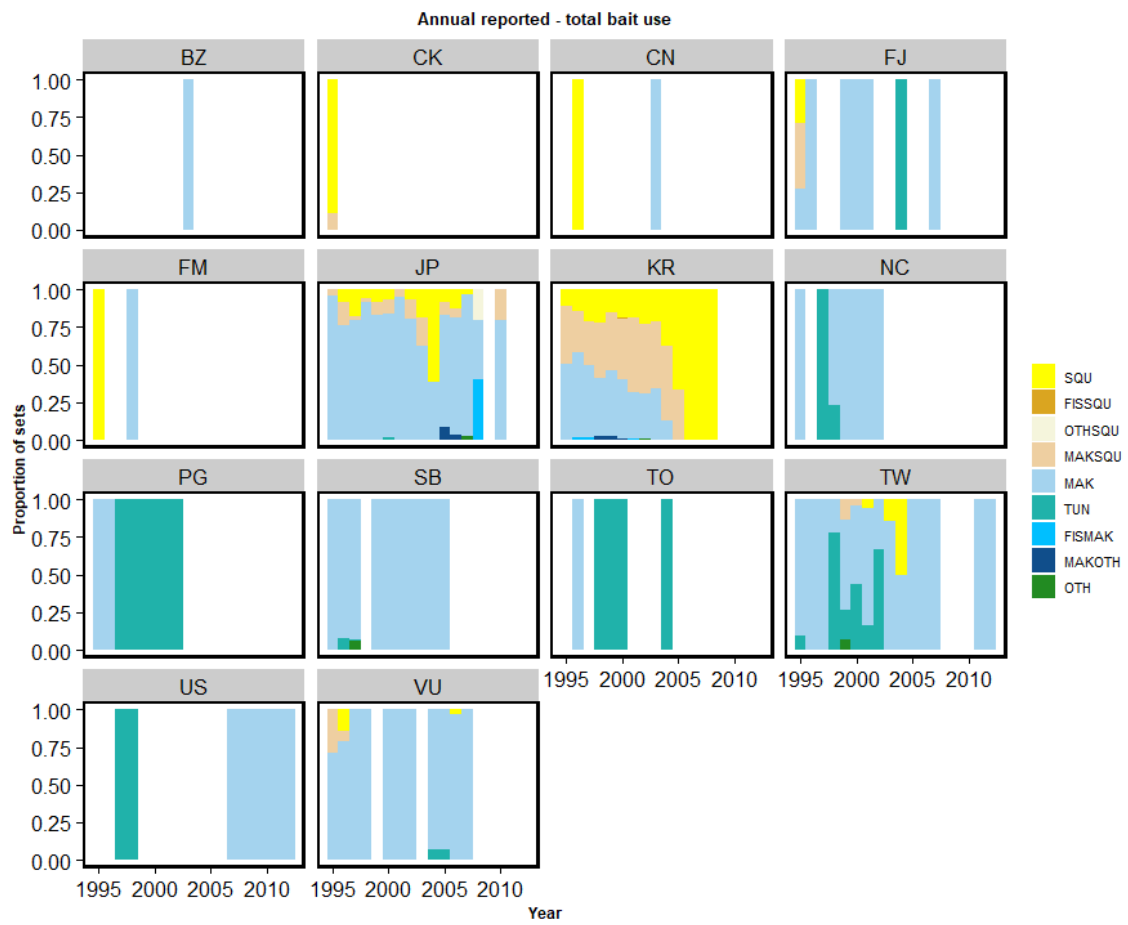 Annual reported - total bait use
BZ CK CN FJ
1.00
0.75
0.50
0.25
0.00
FM JP KR NC
1.00
0.75
0.50
0.25
0.00
PG SB TO TW
1.00
0.75
0.50
0.25
0.00
1995 2000 2005 2010 1995 2000 2005 2010
US VU
1.00
0.75
0.50
0.25
0.00
1995 2000 2005 2010 1995 2000 2005 2010
Proportion of sets
Year
SQU
FISSQU
OTHSQU
MAKSQU
MAK
TUN
FISMAK
MAKOTH
OTH